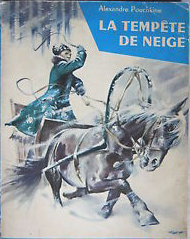 Alexandre Pouchkine
LA TEMPÊTE
DE NEIGE